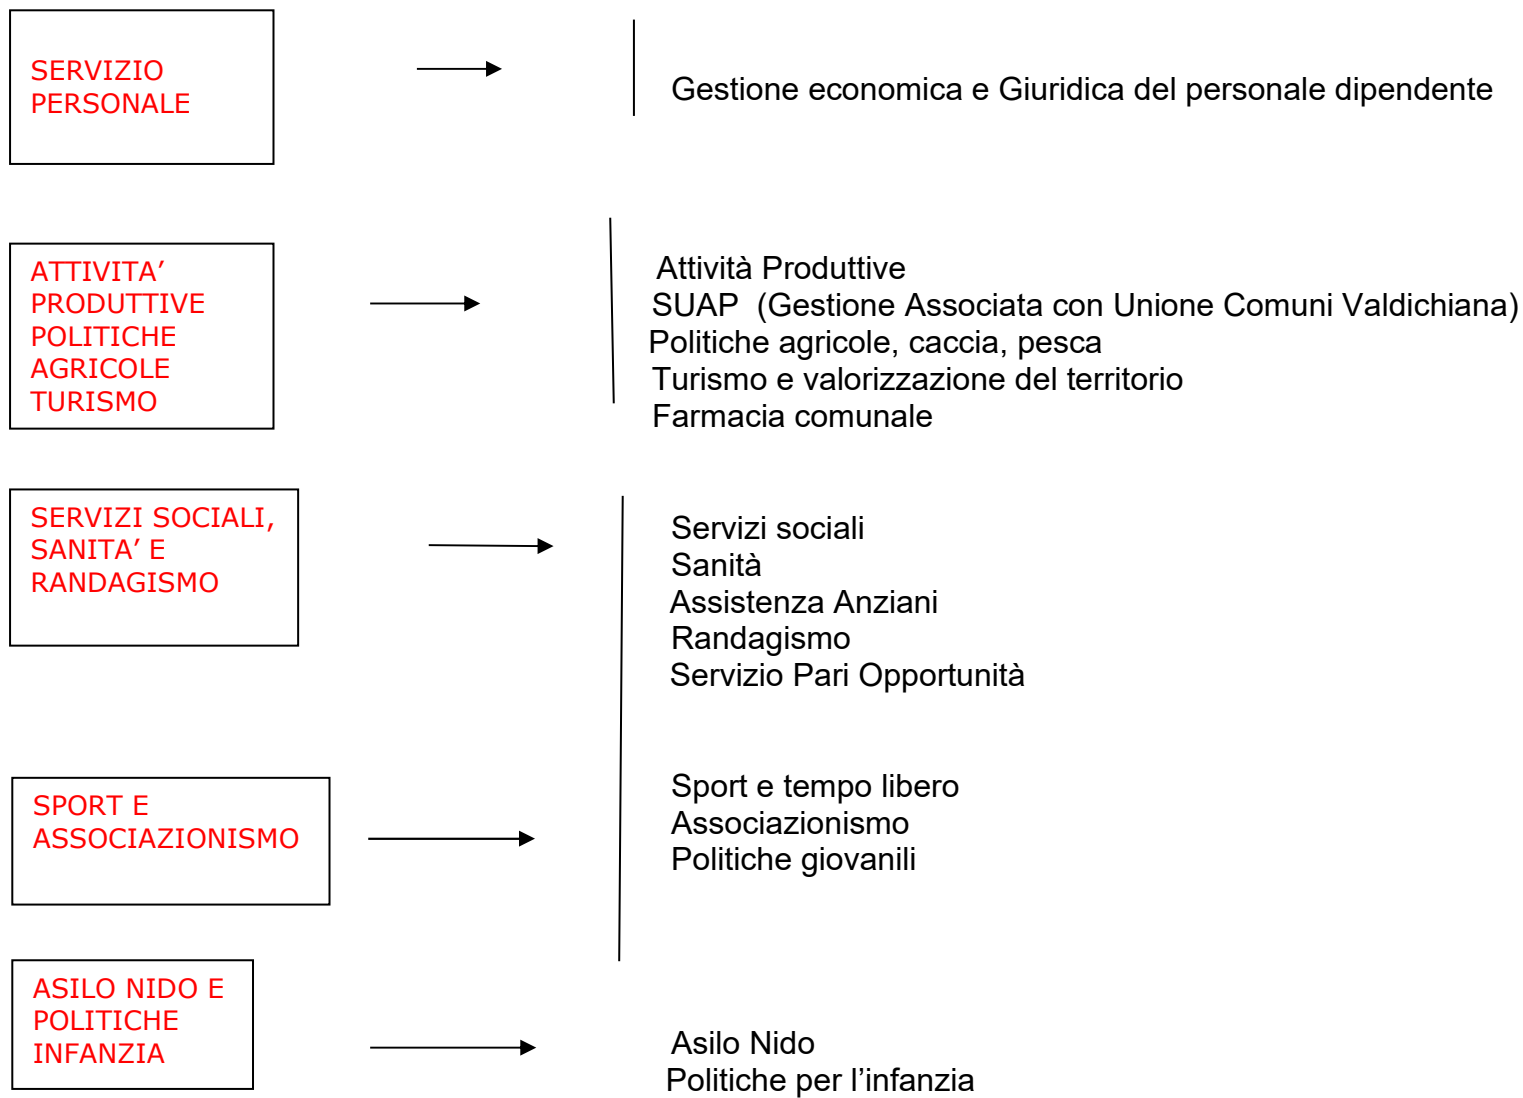 SERVIZIO
PERSONALE
Gestione economica e Giuridica del personale dipendente
ATTIVITA’
PRODUTTIVE
POLITICHE
AGRICOLE
TURISMO
Attività Produttive
SUAP  (Gestione Associata con Unione Comuni Valdichiana)
Politiche agricole, caccia, pesca
Turismo e valorizzazione del territorio
Farmacia comunale
SERVIZI SOCIALI,
SANITA’ E
RANDAGISMO
Servizi sociali
Sanità
Assistenza Anziani
Randagismo
Servizio Pari Opportunità
SPORT E
ASSOCIAZIONISMO
Sport e tempo libero
Associazionismo
Politiche giovanili
ASILO NIDO E
POLITICHE
INFANZIA
Asilo Nido
Politiche per l’infanzia